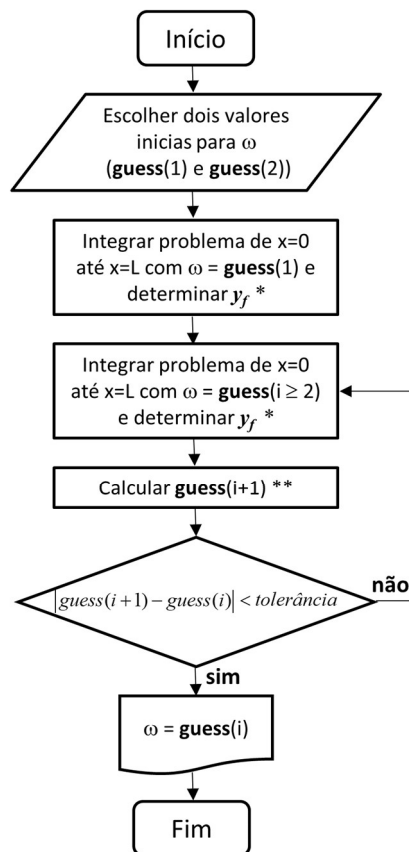 Início
Escolher dois valores
inicias para ω
(guess(1) e guess(2))
Integrar problema de x=0
até x=L com ω = guess(1) e
determinar y_f *
Integrar problema de x=0
até x=L com ω = guess(i ≥ 2)
e determinar y_f *
Calcular guess(i+1) **
|guess(i+1) − guess(i)| < tolerância
não
sim
ω = guess(i)
Fim